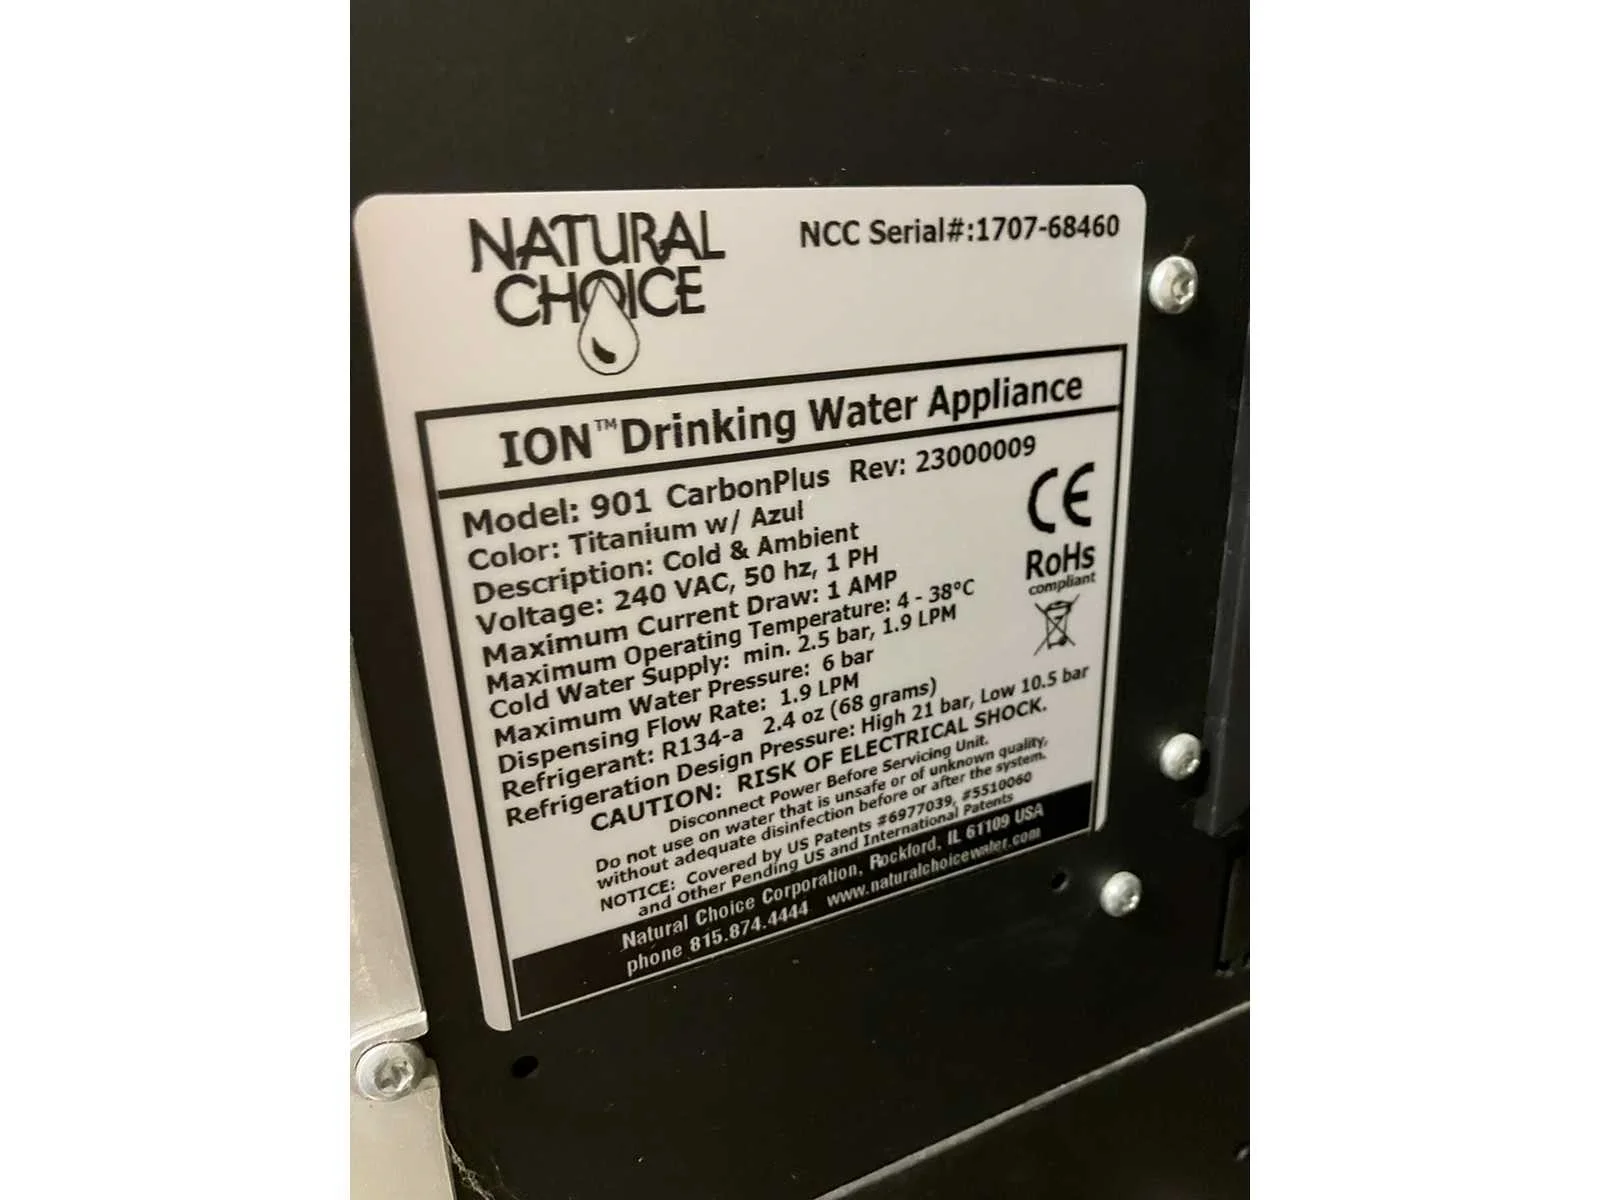 NATURAL
CHOICE
NCC Serial#:1707-68460
ION™Drinking Water Appliance
Model: 901 CarbonPlus Rev: 23000009
Color: Titanium w/ Azul
Description: Cold & Ambient
Voltage: 240 VAC, 50 hz, 1 PH
Maximum Current Draw: 1 AMP
Maximum Operating Temperature: 4 - 38°C
Cold Water Supply: min. 2.5 bar, 1.9 LPM
Maximum Water Pressure: 6 bar
Dispensing Flow Rate: 1.9 LPM
Refrigerant: R134-a 2.4 oz (68 grams)
Refrigeration Design Pressure: High 21 bar, Low 10.5 bar
CAUTION: RISK OF ELECTRICAL SHOCK.
Disconnect Power Before Servicing Unit.
Do not use on water that is unsafe or of unknown quality,
without adequate disinfection before or after the system.
NOTICE: Covered by US Patents #6977039, #5510060
and Other Pending US and International Patents
CE
RoHs
compliant
Natural Choice Corporation, Rockford, IL 61109 USA
phone 815.874.4444 www.naturalchoicewater.com